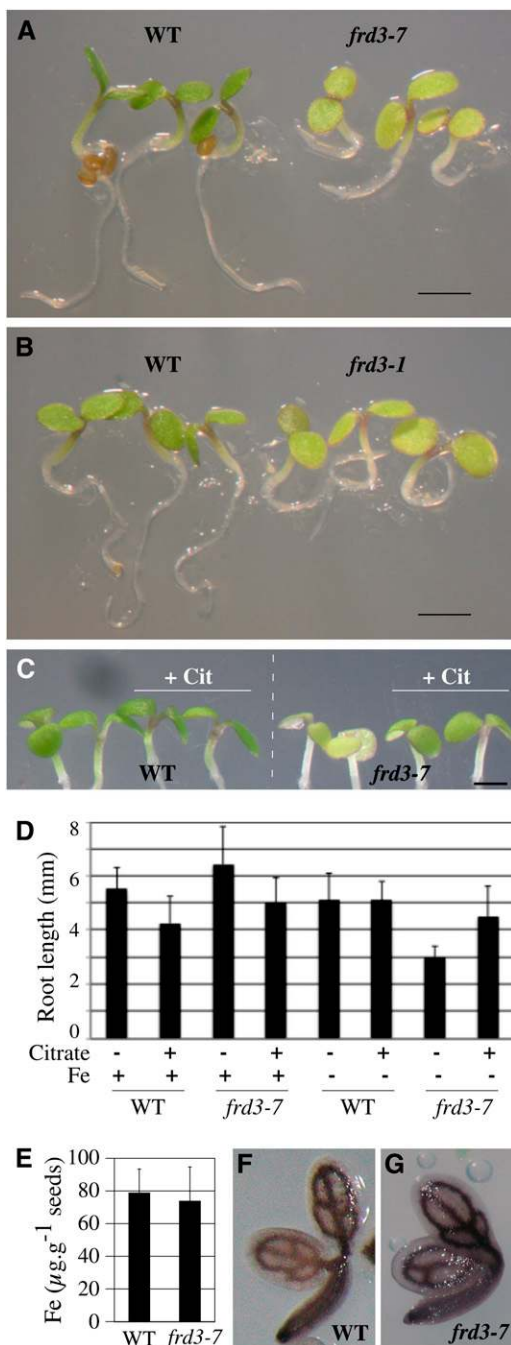 A WT frd3-7
B WT frd3-1
C + Cit + Cit
WT frd3-7
D
Root length (mm)
8
6
4
2
0
Citrate - + - + - + - +
Fe + + + + - - - -
WT frd3-7 WT frd3-7
E
Fe (µg.g⁻¹ seeds)
100
80
60
40
20
0
WT frd3-7
F WT
G frd3-7